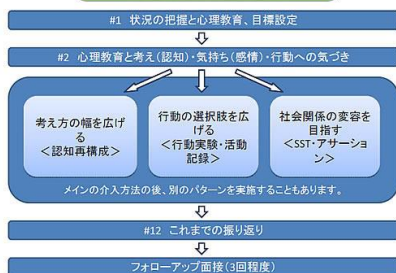 #1 状況の把握と心理教育、目標設定
#2 心理教育と考え(認知)・気持ち(感情)・行動への気づき
考え方の幅を広げ
る
＜認知再構成＞
行動の選択肢を広
げる
＜行動実験・活動
記録＞
社会関係の変容を
目指す
＜SST・アサーショ
ン＞
メインの介入方法の後、別のパターンを実施することもあります。
#12 これまでの振り返り
フォローアップ面接(3回程度)